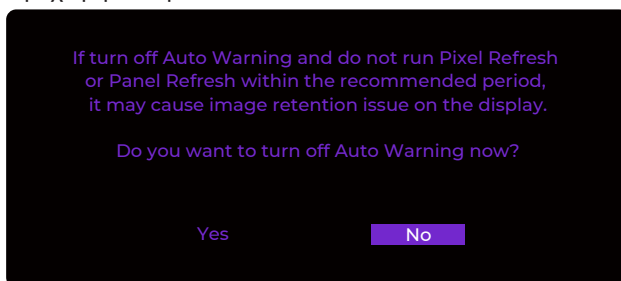 If turn off Auto Warning and do not run Pixel Refresh
or Panel Refresh within the recommended period,
it may cause image retention issue on the display.
Do you want to turn off Auto Warning now?
Yes
No